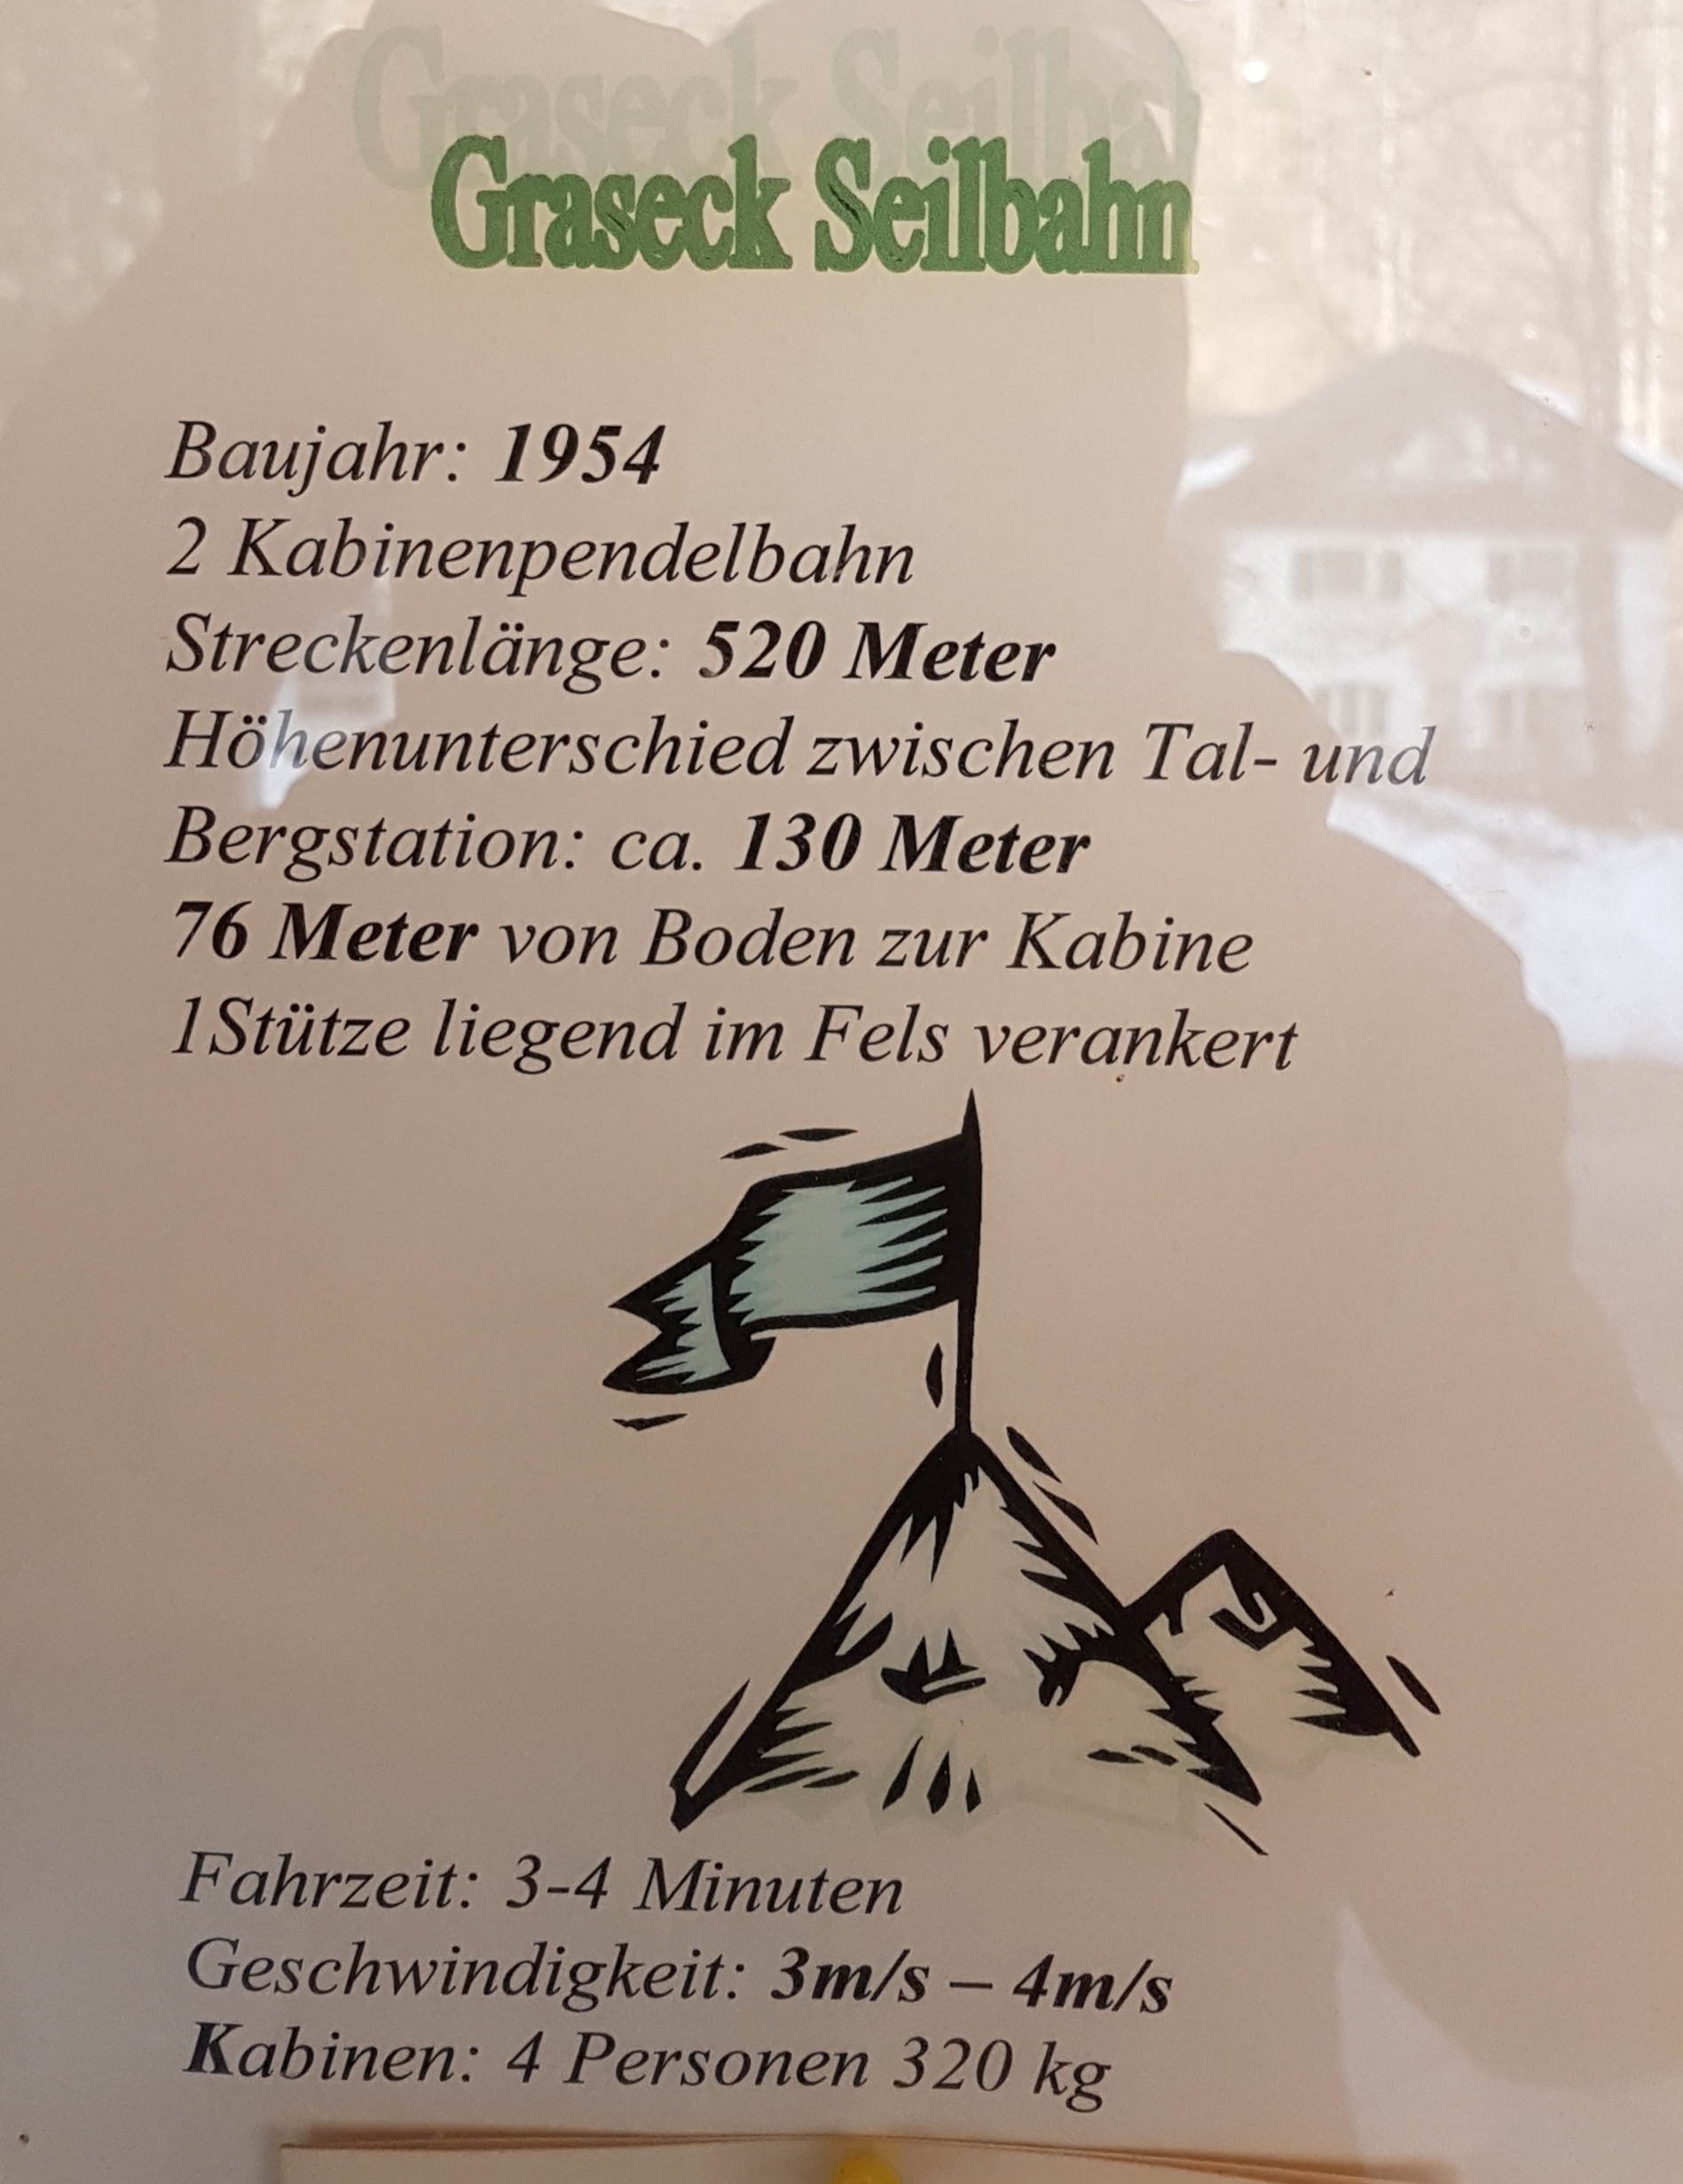 Graseck Seilbahn
Baujahr: 1954
2 Kabinenpendelbahn
Streckenlänge: 520 Meter
Höhenunterschied zwischen Tal- und
Bergstation: ca. 130 Meter
76 Meter von Boden zur Kabine
1Stütze liegend im Fels verankert
Fahrzeit: 3-4 Minuten
Geschwindigkeit: 3m/s – 4m/s
Kabinen: 4 Personen 320 kg